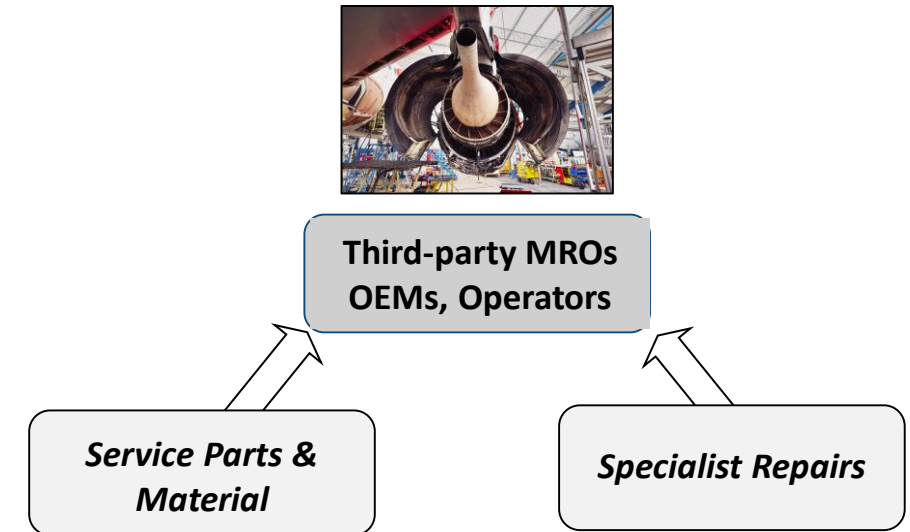 Third-party MROs
OEMs, Operators
Service Parts &
Material
Specialist Repairs